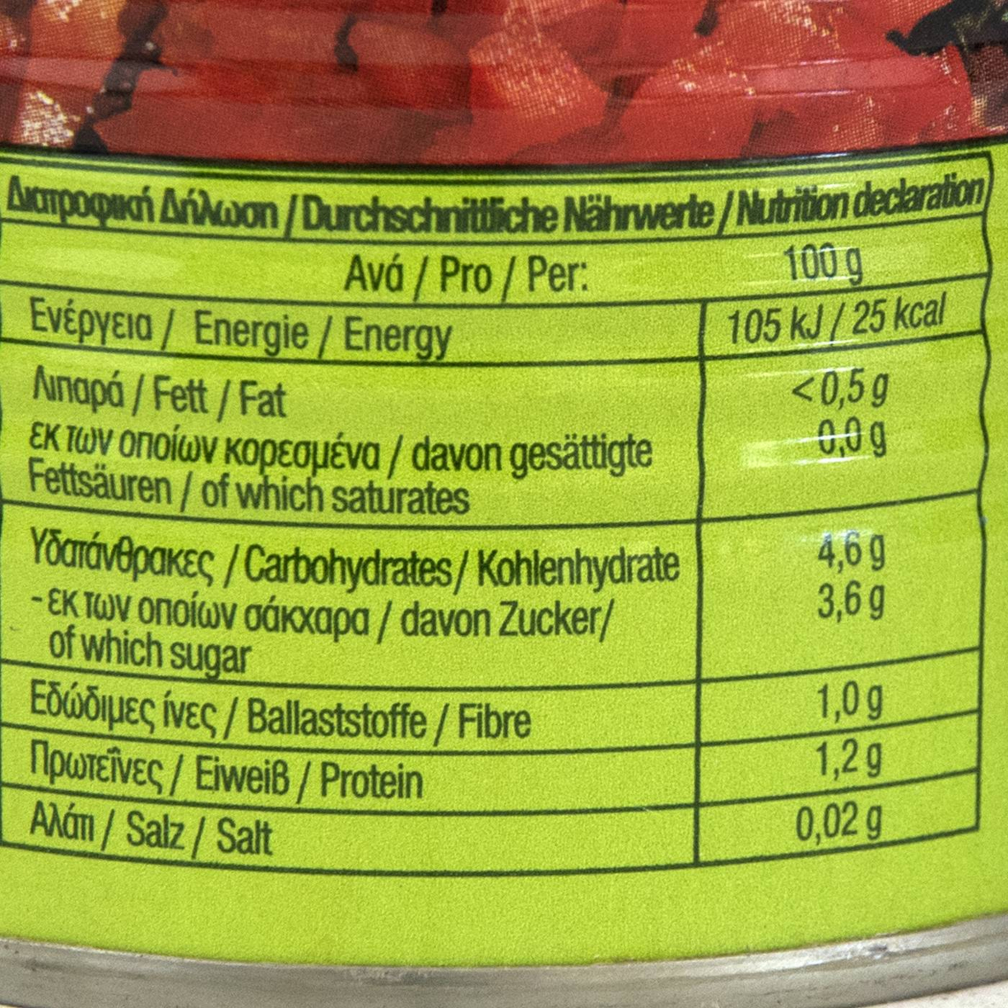 Διατροφική Δήλωση / Durchschnittliche Nährwerte / Nutrition declaration
Ανά / Pro / Per: 100 g
Ενέργεια / Energie / Energy 105 kJ / 25 kcal
Λιπαρά / Fett / Fat <0,5 g
εκ των οποίων κορεσμένα / davon gesättigte 0,0 g
Fettsäuren / of which saturates
Υδατάνθρακες / Carbohydrates / Kohlenhydrate 4,6 g
- εκ των οποίων σάκχαρα / davon Zucker/ 3,6 g
of which sugar
Εδώδιμες ίνες / Ballaststoffe / Fibre 1,0 g
Πρωτεΐνες / Eiweiß / Protein 1,2 g
Αλάτι / Salz / Salt 0,02 g